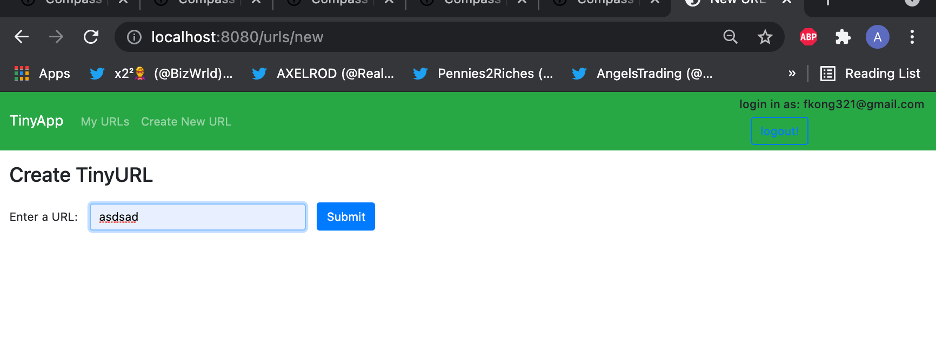 Compass Compass Compass Compass Compass New URL
localhost:8080/urls/new ABP A
Apps x2² (@BizWrld)... AXELROD (@Real... Pennies2Riches (... AngelsTrading (@... » Reading List
login in as: fkong321@gmail.com
TinyApp My URLs Create New URL
logout!
Create TinyURL
Enter a URL: asdsad Submit